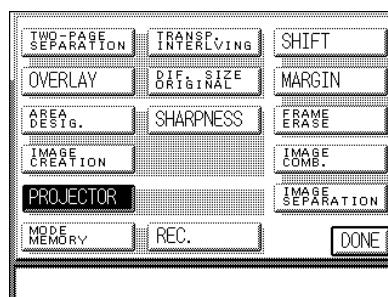 TWO-PAGE SEPARATION
TRANSP. INTERLVING
SHIFT
OVERLAY
DIF. SIZE ORIGINAL
MARGIN
AREA DESIG.
SHARPNESS
FRAME ERASE
IMAGE CREATION
IMAGE COMB.
PROJECTOR
IMAGE SEPARATION
MODE MEMORY
REC.
DONE